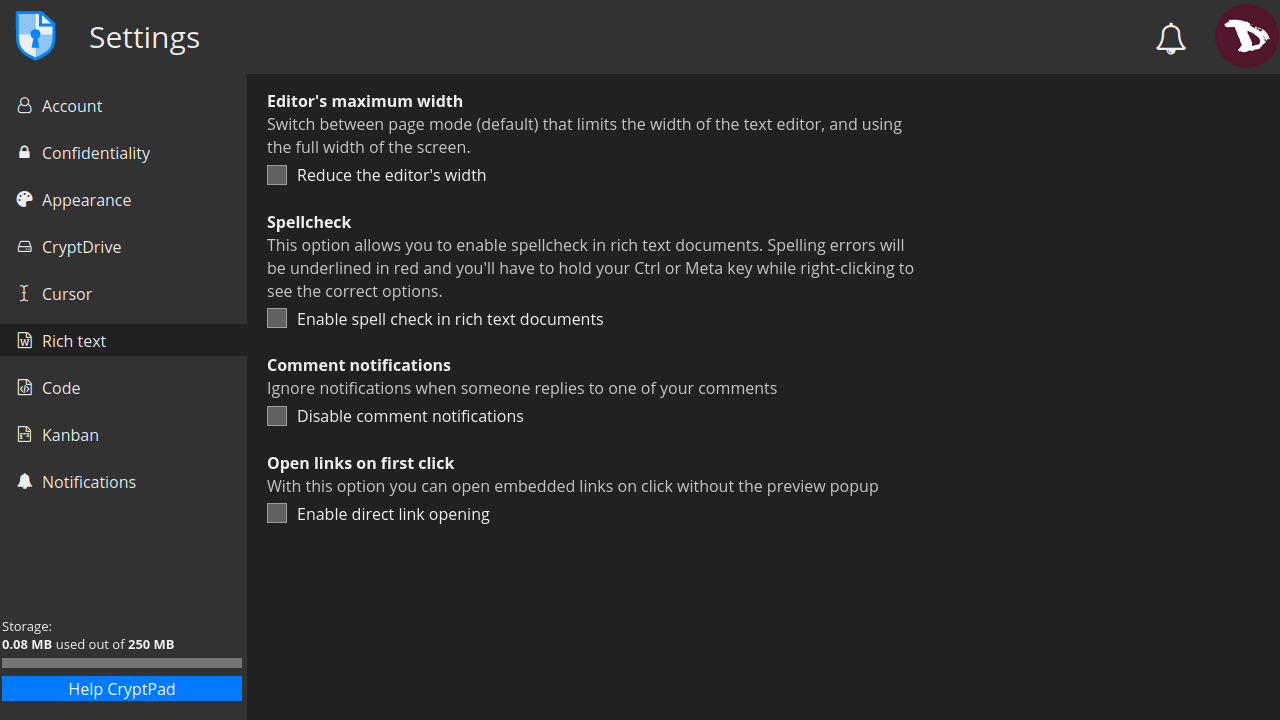 Settings
Account
Confidentiality
Appearance
CryptDrive
Cursor
Rich text
Code
Kanban
Notifications
Storage:
0.08 MB used out of 250 MB
Help CryptPad
Editor's maximum width
Switch between page mode (default) that limits the width of the text editor, and using
the full width of the screen.
Reduce the editor's width
Spellcheck
This option allows you to enable spellcheck in rich text documents. Spelling errors will
be underlined in red and you'll have to hold your Ctrl or Meta key while right-clicking to
see the correct options.
Enable spell check in rich text documents
Comment notifications
Ignore notifications when someone replies to one of your comments
Disable comment notifications
Open links on first click
With this option you can open embedded links on click without the preview popup
Enable direct link opening